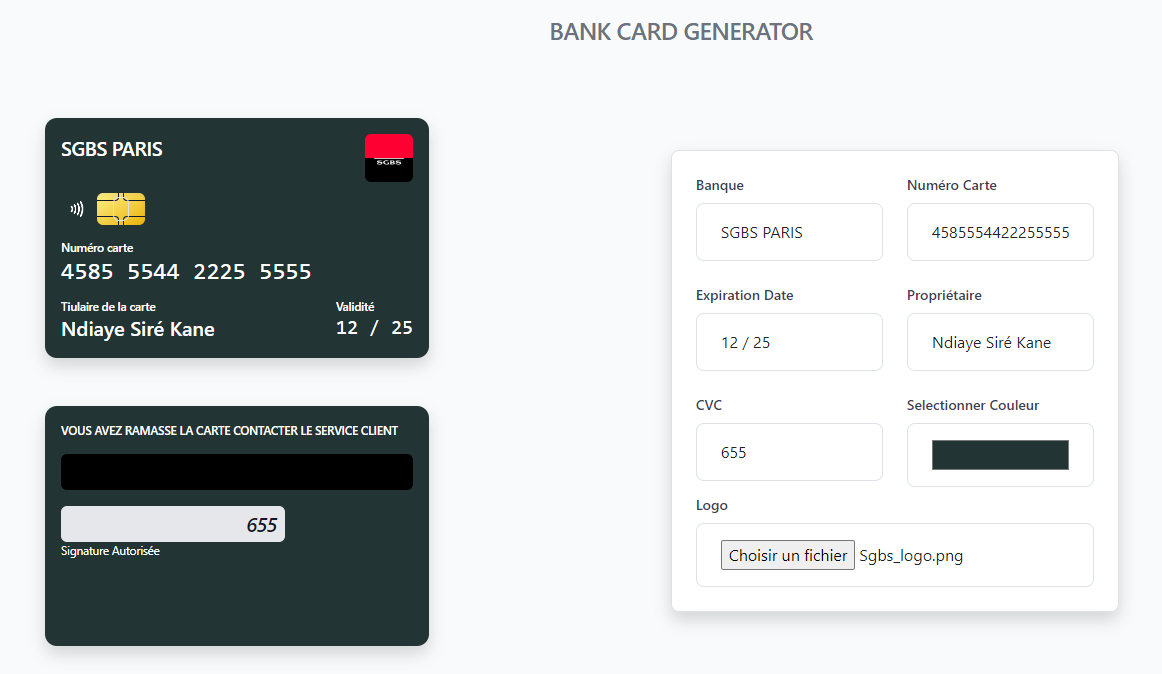 BANK CARD GENERATOR
SGBS PARIS
SGBS
Numéro carte
4585 5544 2225 5555
Tiulaire de la carte
Validité
Ndiaye Siré Kane
12 / 25
VOUS AVEZ RAMASSE LA CARTE CONTACTER LE SERVICE CLIENT
655
Signature Autorisée
Banque
Numéro Carte
SGBS PARIS
4585554422255555
Expiration Date
Propriétaire
12 / 25
Ndiaye Siré Kane
CVC
Selectionner Couleur
655
Logo
Choisir un fichier Sgbs_logo.png